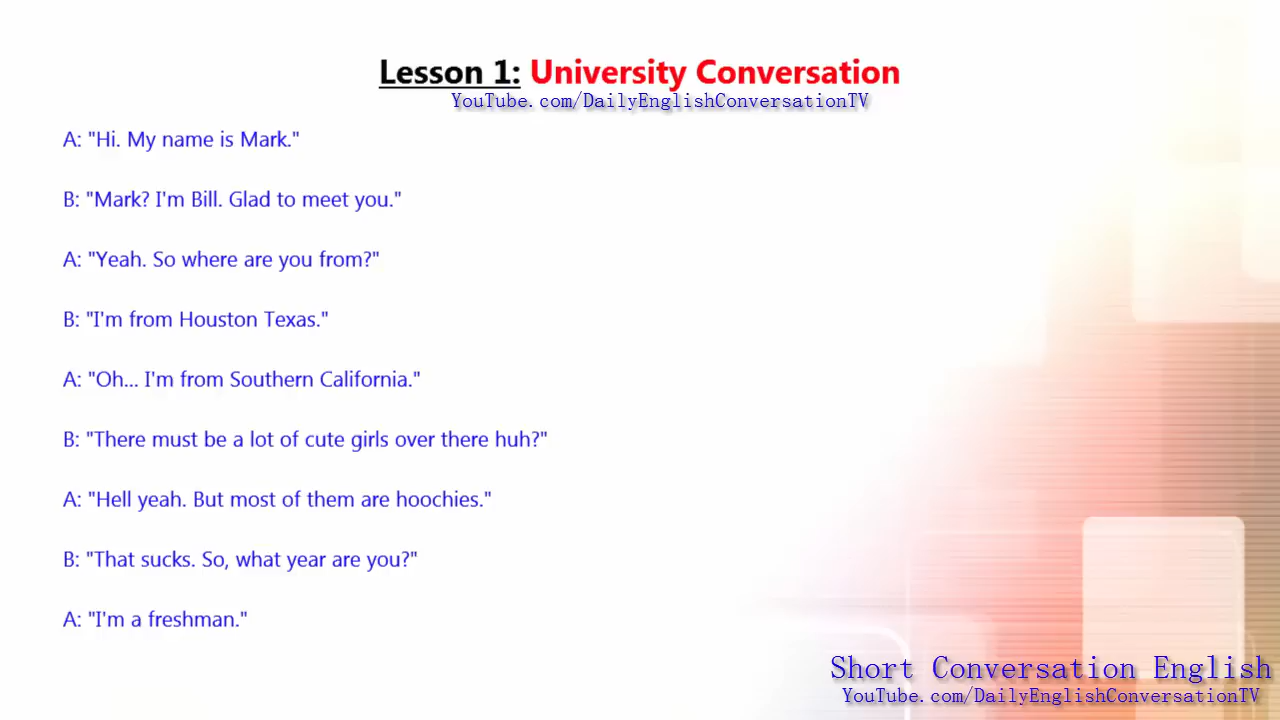 Lesson 1: University Conversation
YouTube.com/DailyEnglishConversationTV
A: "Hi. My name is Mark."
B: "Mark? I'm Bill. Glad to meet you."
A: "Yeah. So where are you from?"
B: "I'm from Houston Texas."
A: "Oh... I'm from Southern California."
B: "There must be a lot of cute girls over there huh?"
A: "Hell yeah. But most of them are hoochies."
B: "That sucks. So, what year are you?"
A: "I'm a freshman."
Short Conversation English
YouTube.com/DailyEnglishConversationTV